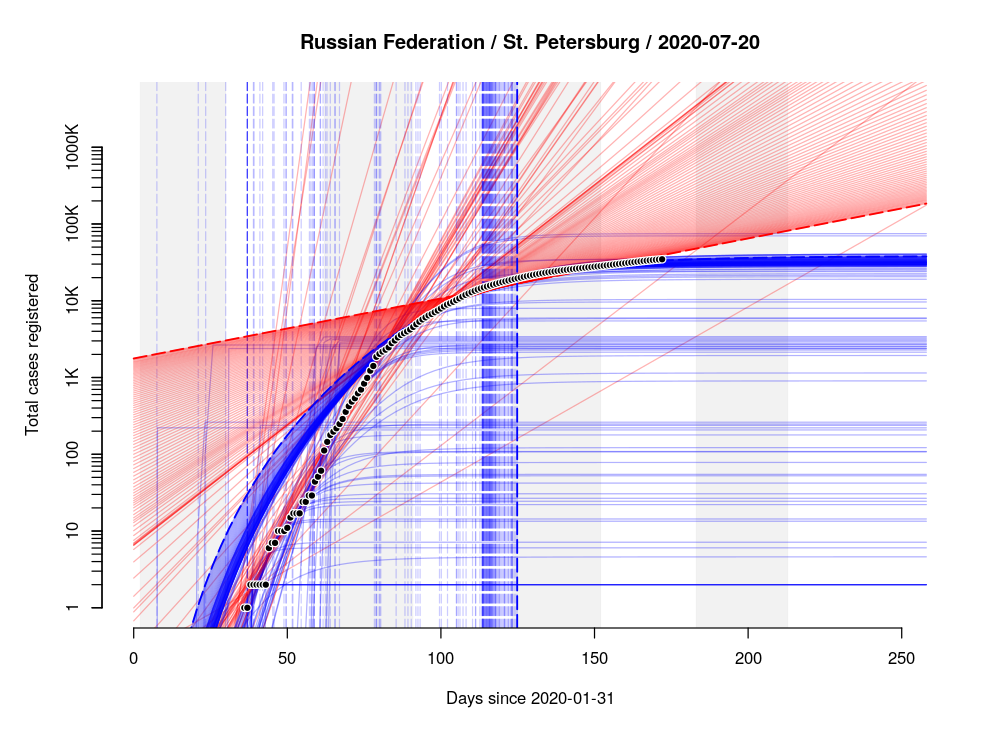 Russian Federation / St. Petersburg / 2020-07-20
Total cases registered
1000K
100K
10K
1K
100
10
1
0 50 100 150 200 250
Days since 2020-01-31